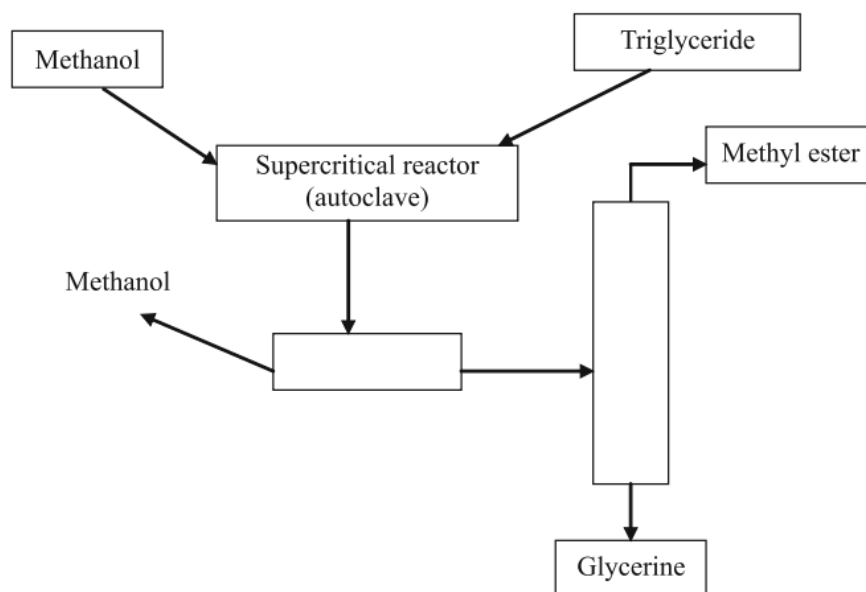 Triglyceride
Methanol
Methyl ester
Supercritical reactor
(autoclave)
Methanol
Glycerine